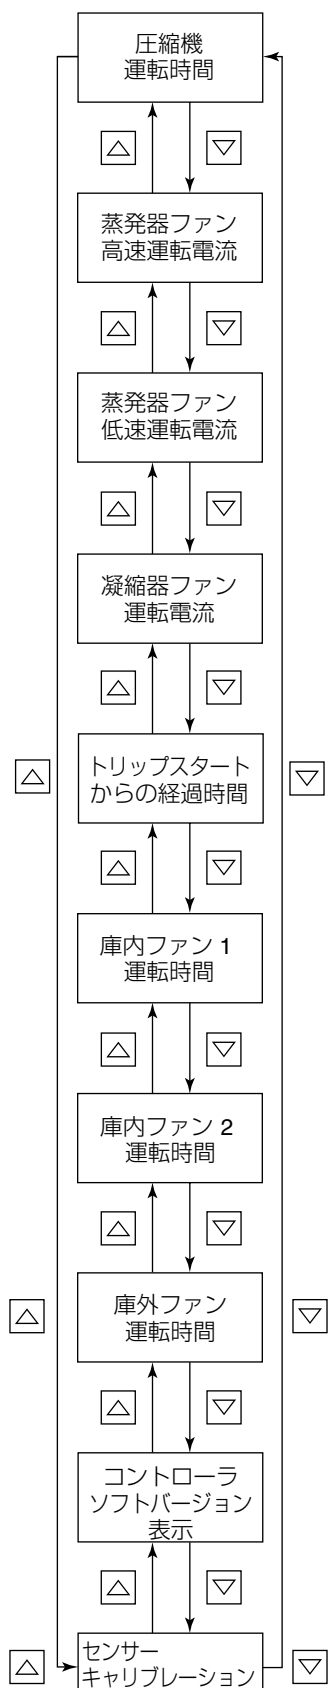 圧縮機
運転時間
蒸発器ファン
高速運転電流
蒸発器ファン
低速運転電流
凝縮器ファン
運転電流
トリップスタート
からの経過時間
庫内ファン 1
運転時間
庫内ファン 2
運転時間
庫外ファン
運転時間
コントローラ
ソフトバージョン
表示
センサー
キャリブレーション